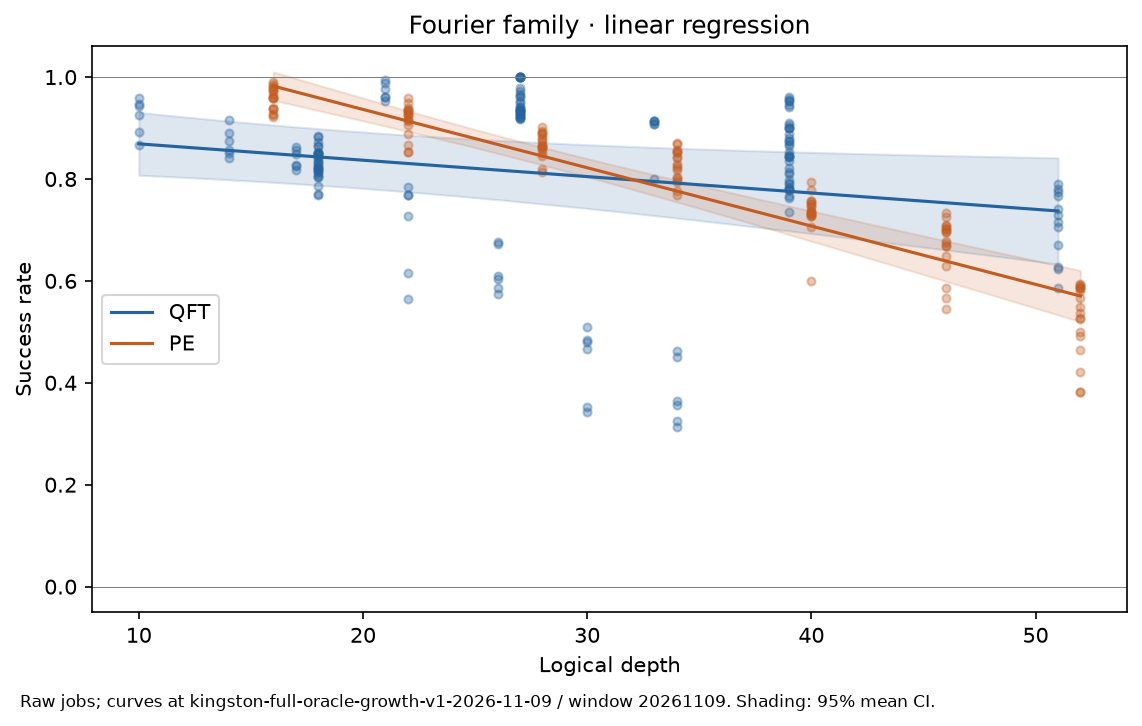 Fourier family · linear regression
Success rate
1.0
0.8
0.6
0.4
0.2
0.0
QFT
PE
10
20
30
40
50
Logical depth
Raw jobs; curves at kingston-full-oracle-growth-v1-2026-11-09 / window 20261109. Shading: 95% mean CI.